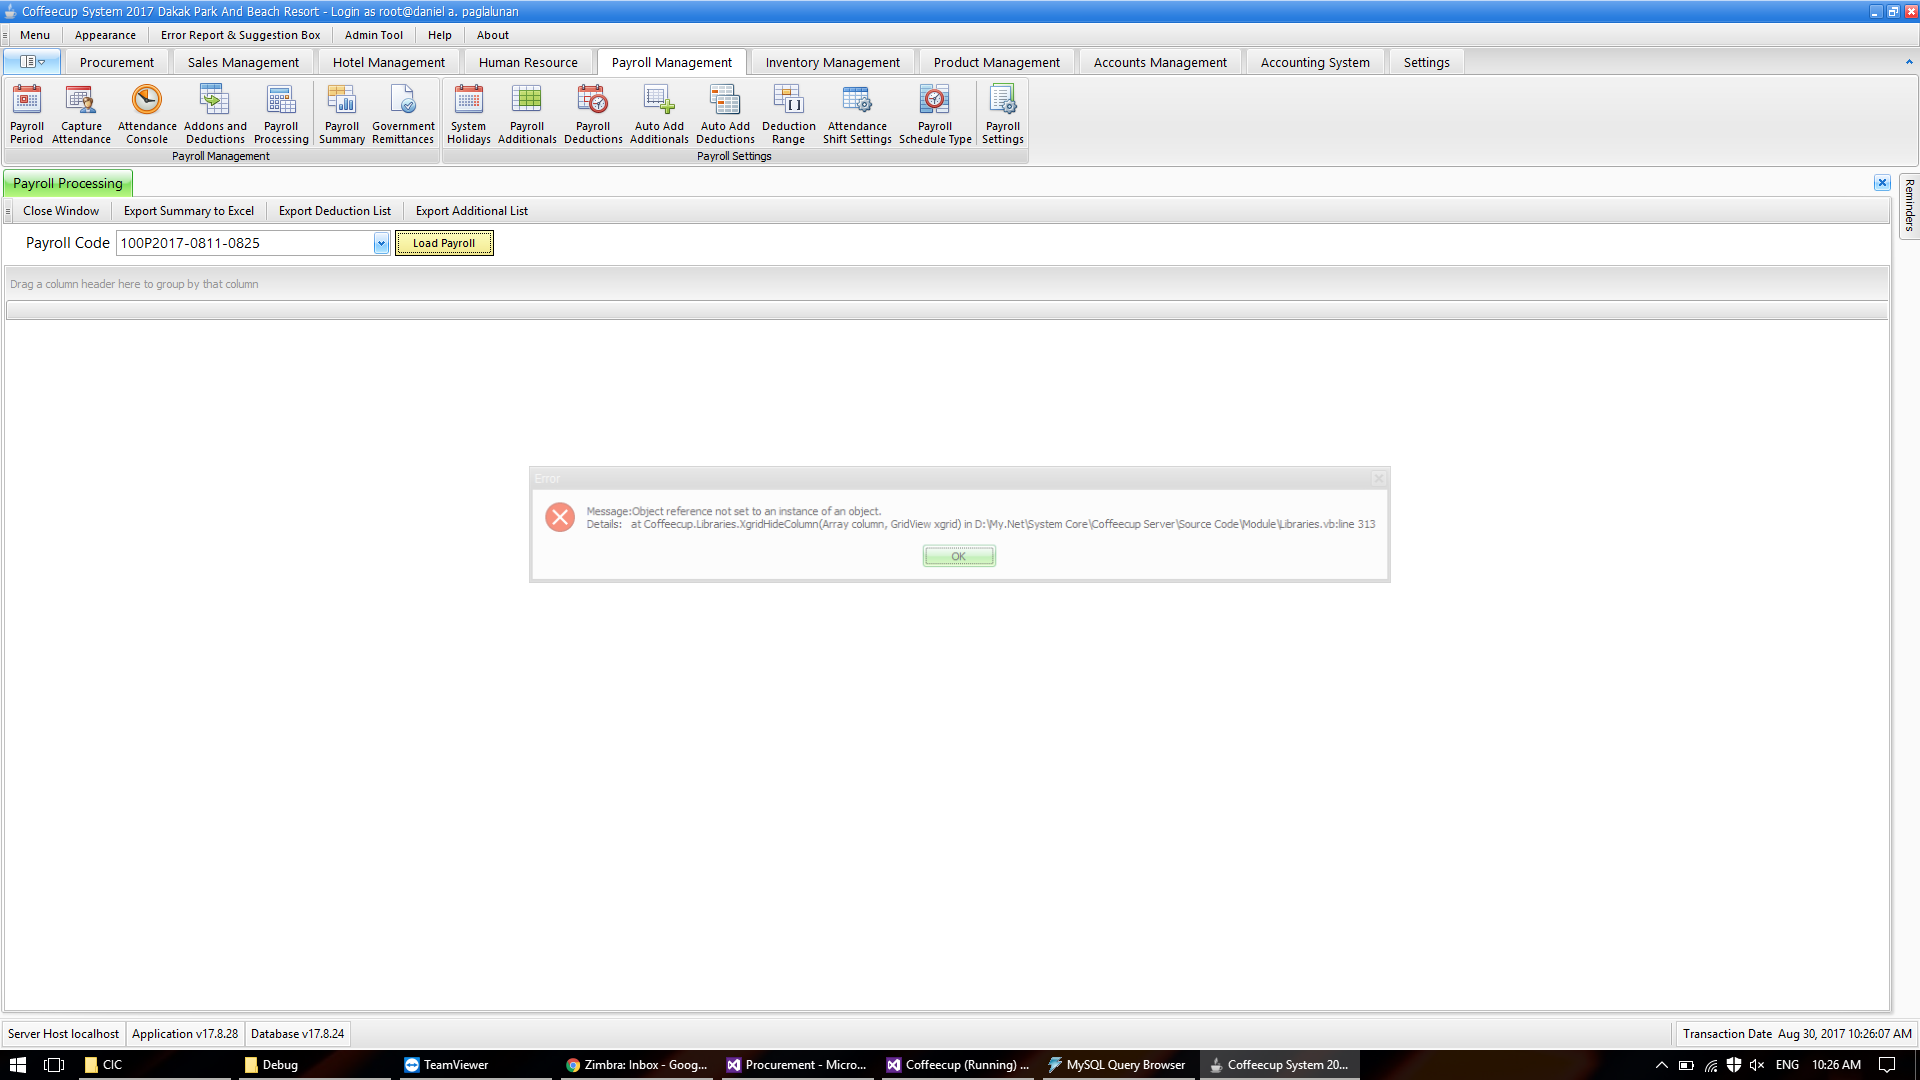 Coffeecup System 2017 Dakak Park And Beach Resort - Login as root@daniel a. paglalunan
Menu Appearance Error Report & Suggestion Box Admin Tool Help About
Procurement Sales Management Hotel Management Human Resource Payroll Management Inventory Management Product Management Accounts Management Accounting System Settings
Payroll Capture Attendance Addons and Payroll Payroll Government System Payroll Payroll Auto Add Auto Add Deduction Attendance Payroll Payroll
Period Attendance Console Deductions Processing Summary Remittances Holidays Additionals Deductions Additionals Deductions Range Shift Settings Schedule Type Settings
Payroll Management Payroll Settings
Payroll Processing
Reminders
Close Window Export Summary to Excel Export Deduction List Export Additional List
Payroll Code 100P2017-0811-0825 Load Payroll
Drag a column header here to group by that column
Error
Message:Object reference not set to an instance of an object.
Details: at Coffeecup.Libraries.XgridHideColumn(Array column, GridView xgrid) in D:\My.Net\System Core\Coffeecup Server\Source Code\Module\Libraries.vb:line 313
OK
Server Host localhost Application v17.8.28 Database v17.8.24 Transaction Date Aug 30, 2017 10:26:07 AM
CIC Debug TeamViewer Zimbra: Inbox - Goog... Procurement - Micro... Coffeecup (Running) ... MySQL Query Browser Coffeecup System 20... ENG 10:26 AM